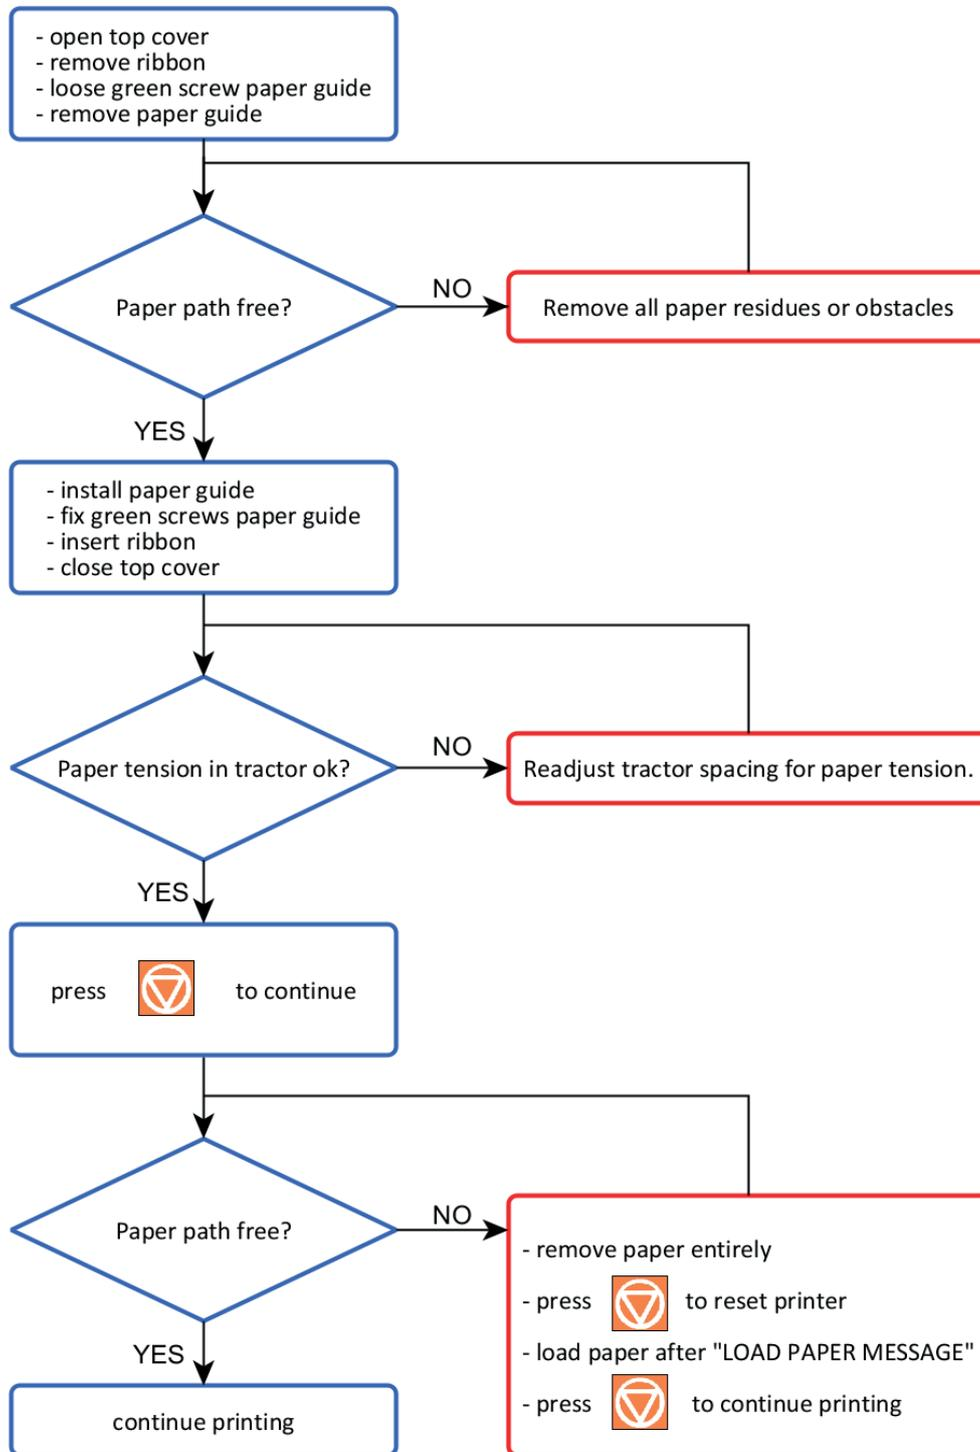 - open top cover
- remove ribbon
- loose green screw paper guide
- remove paper guide
Paper path free?
NO
Remove all paper residues or obstacles
YES
- install paper guide
- fix green screws paper guide
- insert ribbon
- close top cover
Paper tension in tractor ok?
NO
Readjust tractor spacing for paper tension.
YES
press to continue
Paper path free?
NO
- remove paper entirely
- press to reset printer
- load paper after "LOAD PAPER MESSAGE"
- press to continue printing
YES
continue printing